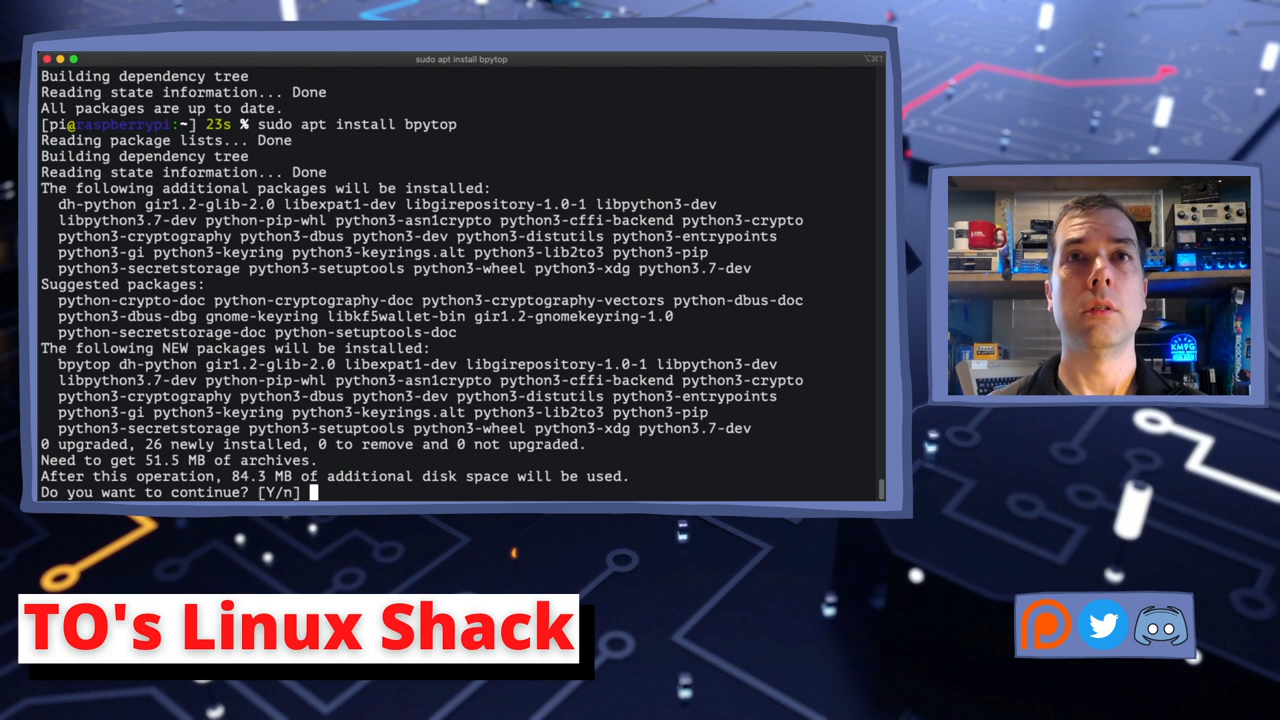 sudo apt install bpytop
⌥⌘1
Building dependency tree
Reading state information... Done
All packages are up to date.
[pi@raspberrypi:~] 23s % sudo apt install bpytop
Reading package lists... Done
Building dependency tree
Reading state information... Done
The following additional packages will be installed:
  dh-python gir1.2-glib-2.0 libexpat1-dev libgirepository-1.0-1 libpython3-dev
  libpython3.7-dev python-pip-whl python3-asn1crypto python3-cffi-backend python3-crypto
  python3-cryptography python3-dbus python3-dev python3-distutils python3-entrypoints
  python3-gi python3-keyring python3-keyrings.alt python3-lib2to3 python3-pip
  python3-secretstorage python3-setuptools python3-wheel python3-xdg python3.7-dev
Suggested packages:
  python-crypto-doc python-cryptography-doc python3-cryptography-vectors python-dbus-doc
  python3-dbus-dbg gnome-keyring libkf5wallet-bin gir1.2-gnomekeyring-1.0
  python-secretstorage-doc python-setuptools-doc
The following NEW packages will be installed:
  bpytop dh-python gir1.2-glib-2.0 libexpat1-dev libgirepository-1.0-1 libpython3-dev
  libpython3.7-dev python-pip-whl python3-asn1crypto python3-cffi-backend python3-crypto
  python3-cryptography python3-dbus python3-dev python3-distutils python3-entrypoints
  python3-gi python3-keyring python3-keyrings.alt python3-lib2to3 python3-pip
  python3-secretstorage python3-setuptools python3-wheel python3-xdg python3.7-dev
0 upgraded, 26 newly installed, 0 to remove and 0 not upgraded.
Need to get 51.5 MB of archives.
After this operation, 84.3 MB of additional disk space will be used.
Do you want to continue? [Y/n]
KM9G
TO's Linux Shack